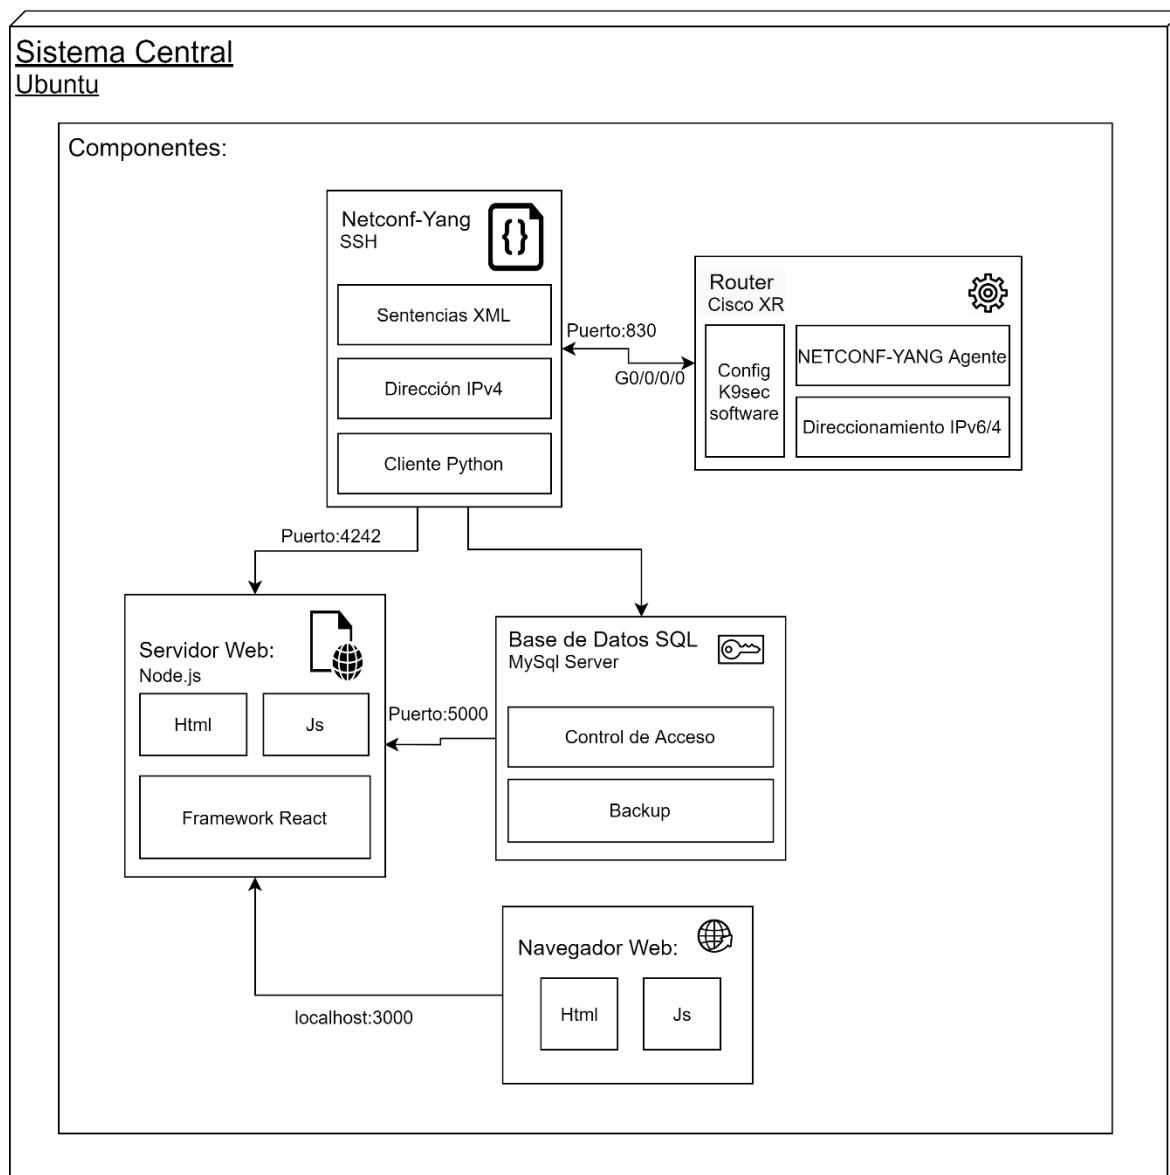 Sistema Central
Ubuntu
Componentes:
Netconf-Yang
SSH
{}
Sentencias XML
Dirección IPv4
Cliente Python
Puerto:830
G0/0/0/0
Router
Cisco XR
Config
K9sec
software
NETCONF-YANG Agente
Direccionamiento IPv6/4
Puerto:4242
Servidor Web:
Node.js
Html
Js
Framework React
Puerto:5000
Base de Datos SQL
MySql Server
Control de Acceso
Backup
Navegador Web:
Html
Js
localhost:3000